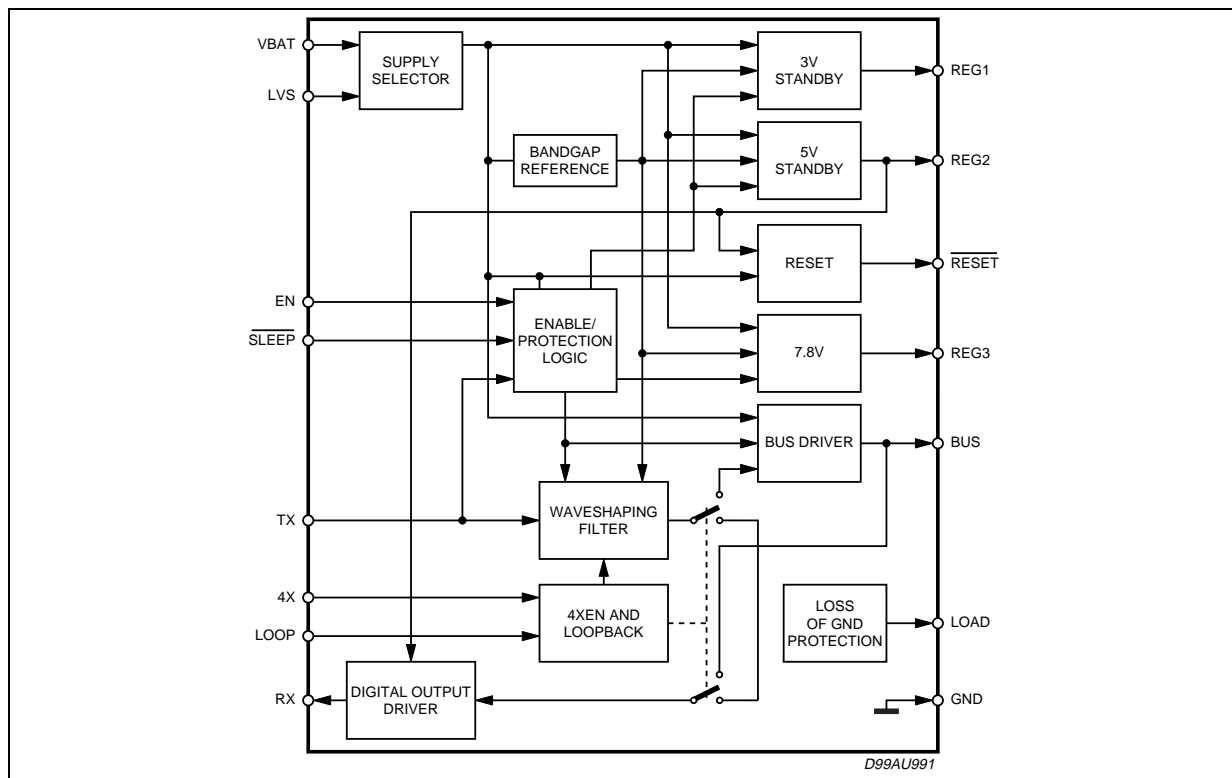 VBAT
LVS
SUPPLY
SELECTOR
3V
STANDBY
REG1
BANDGAP
REFERENCE
5V
STANDBY
REG2
RESET
RESET
EN
SLEEP
ENABLE/
PROTECTION
LOGIC
7.8V
REG3
BUS DRIVER
BUS
TX
WAVESHAPING
FILTER
4X
LOOP
4XEN AND
LOOPBACK
LOSS
OF GND
PROTECTION
LOAD
RX
DIGITAL OUTPUT
DRIVER
GND
D99AU991